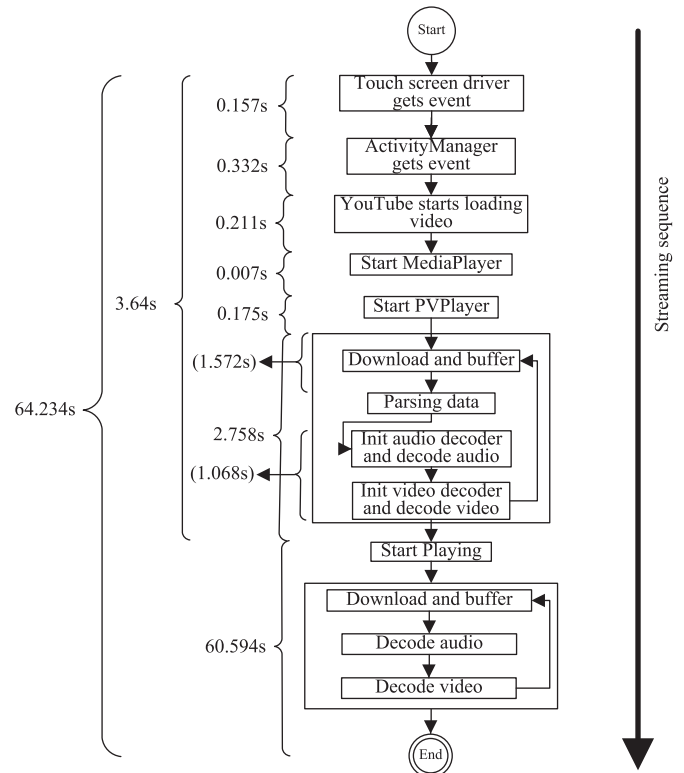 Start
Touch screen driver
gets event
0.157s
ActivityManager
gets event
0.332s
YouTube starts loading
video
0.211s
Start MediaPlayer
0.007s
Start PVPlayer
0.175s
3.64s
Download and buffer
(1.572s)
Parsing data
64.234s
2.758s
Init audio decoder
and decode audio
(1.068s)
Init video decoder
and decode video
Start Playing
Download and buffer
Decode audio
60.594s
Decode video
End
Streaming sequence